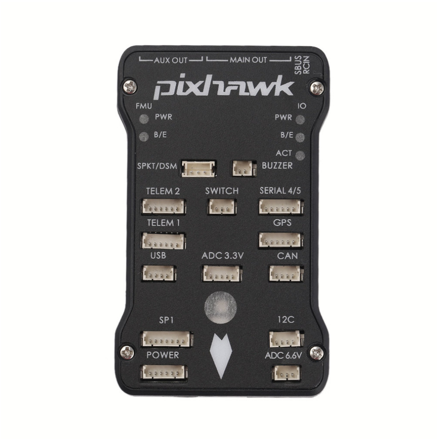 AUX OUT MAIN OUT SBUS RCIN
pixhawk
FMU IO
PWR PWR
B/E B/E
ACT
SPKT/DSM BUZZER
TELEM 2 SWITCH SERIAL 4/5
TELEM 1 GPS
USB ADC 3.3V CAN
SP1 12C
POWER ADC 6.6V